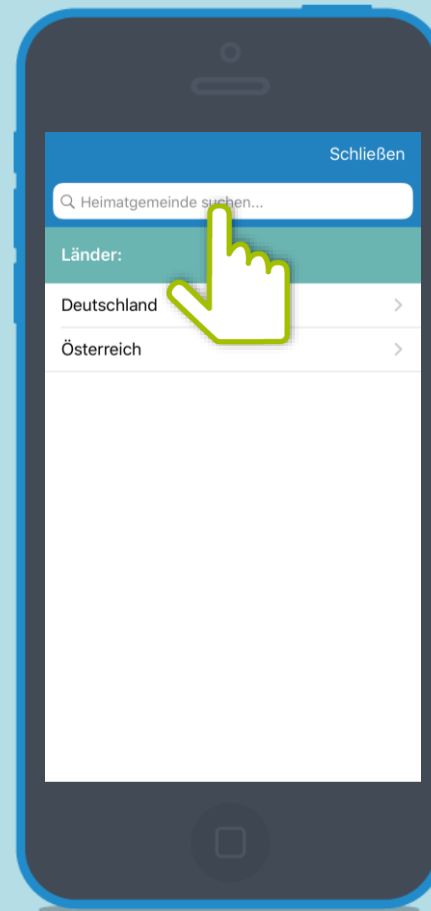 Schließen
Heimatgemeinde suchen...
Länder:
Deutschland
Österreich